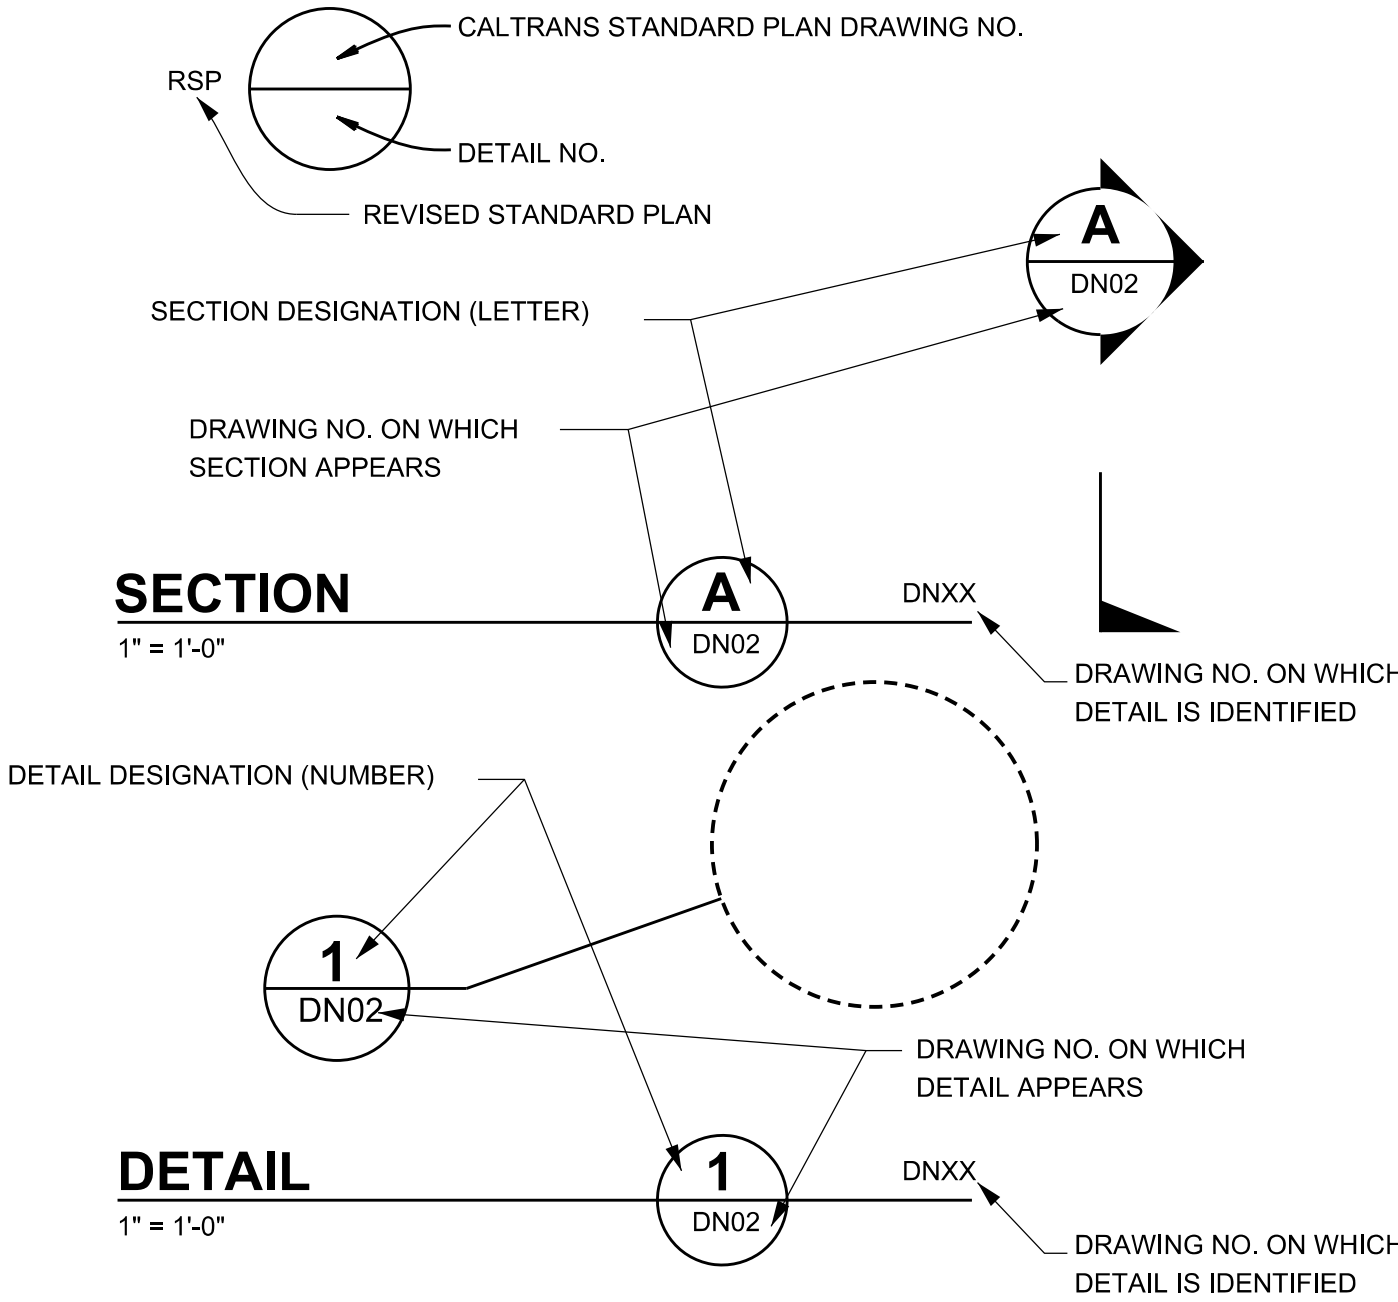 CALTRANS STANDARD PLAN DRAWING NO.
RSP
DETAIL NO.
REVISED STANDARD PLAN
A
DN02
SECTION DESIGNATION (LETTER)
DRAWING NO. ON WHICH
SECTION APPEARS
SECTION
A
DNXX
1" = 1'-0"
DN02
DRAWING NO. ON WHICH
DETAIL IS IDENTIFIED
DETAIL DESIGNATION (NUMBER)
1
DN02
DRAWING NO. ON WHICH
DETAIL APPEARS
DETAIL
1
DNXX
1" = 1'-0"
DN02
DRAWING NO. ON WHICH
DETAIL IS IDENTIFIED